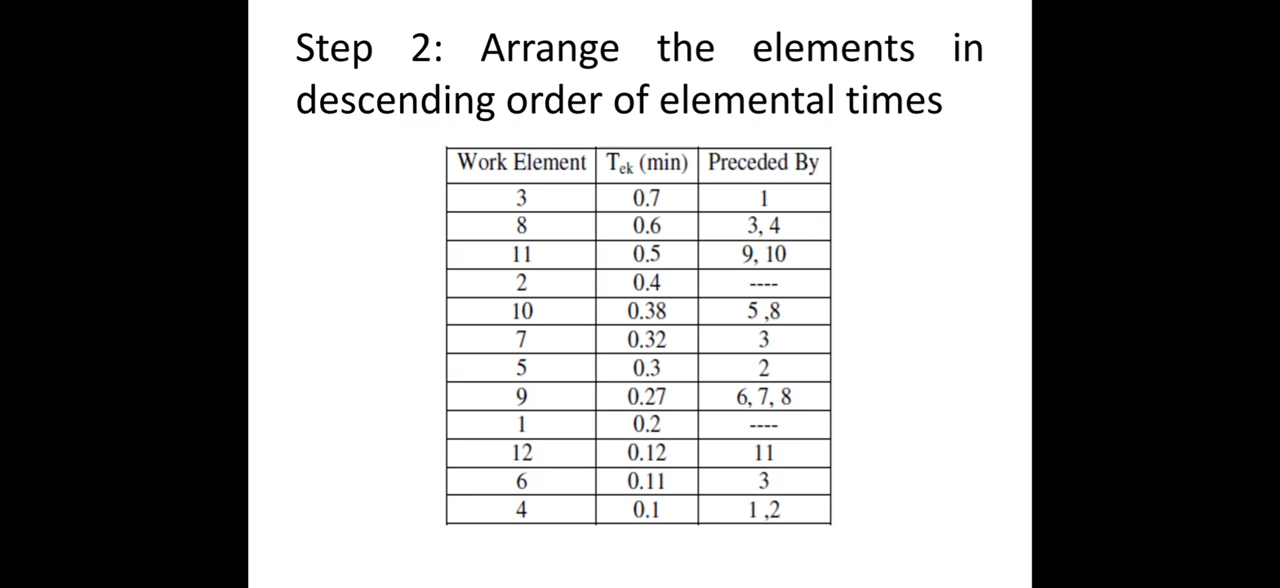 Step 2: Arrange the elements in
descending order of elemental times
Work Element Tek (min) Preceded By
3 0.7 1
8 0.6 3, 4
11 0.5 9, 10
2 0.4 ----
10 0.38 5 ,8
7 0.32 3
5 0.3 2
9 0.27 6, 7, 8
1 0.2 ----
12 0.12 11
6 0.11 3
4 0.1 1 ,2